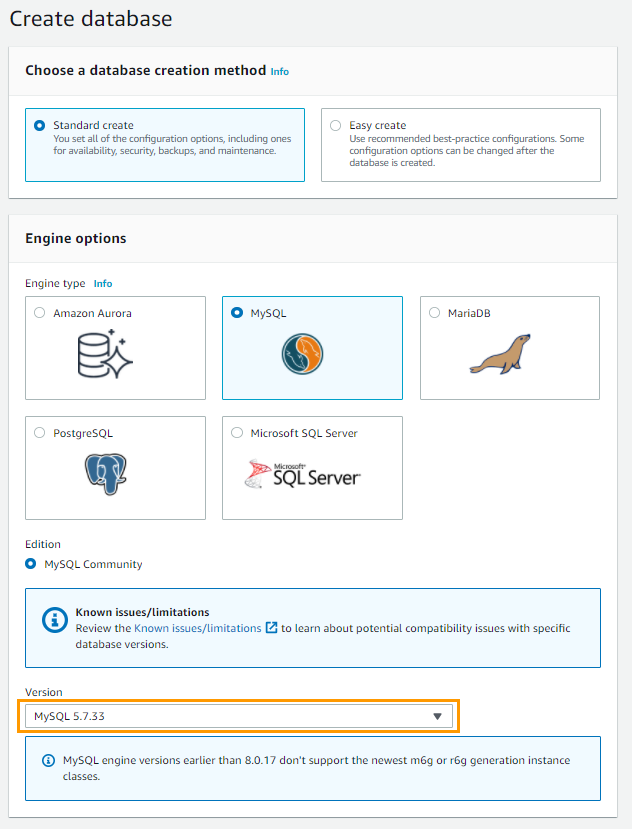 Create database
Choose a database creation method Info
Standard create
You set all of the configuration options, including ones
for availability, security, backups, and maintenance.
Easy create
Use recommended best-practice configurations. Some
configuration options can be changed after the
database is created.
Engine options
Engine type Info
Amazon Aurora
MySQL
MariaDB
PostgreSQL
Microsoft SQL Server
Microsoft®
SQL Server®
Edition
MySQL Community
Known issues/limitations
Review the Known issues/limitations to learn about potential compatibility issues with specific
database versions.
Version
MySQL 5.7.33
MySQL engine versions earlier than 8.0.17 don't support the newest m6g or r6g generation instance
classes.